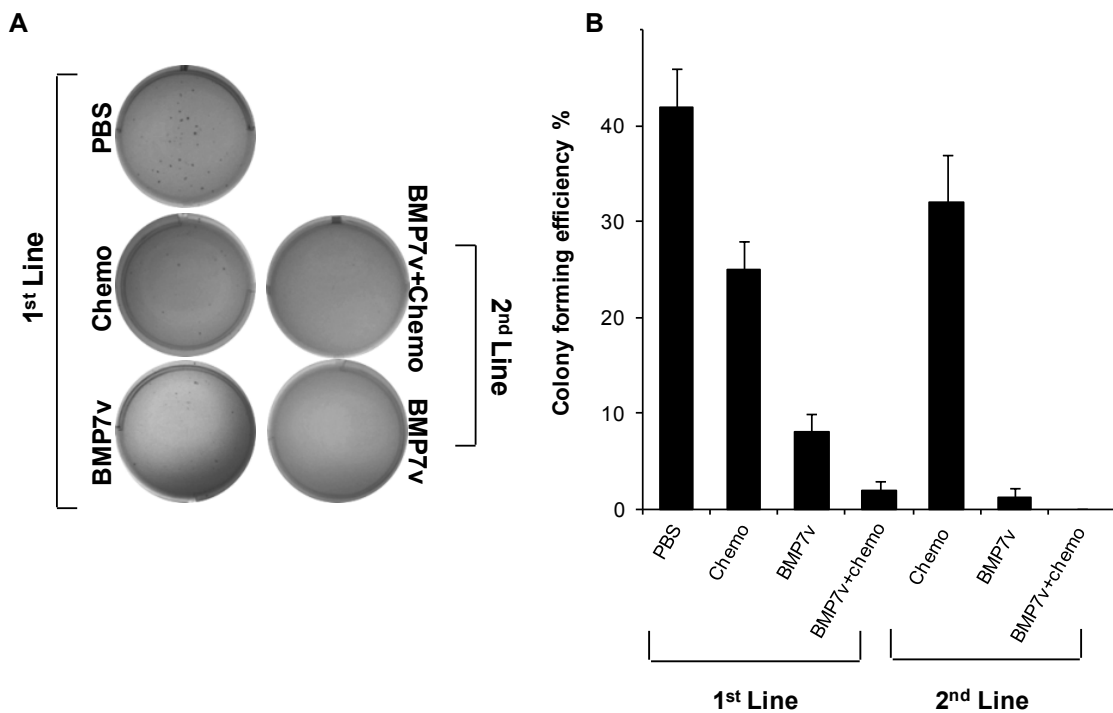 A
1st Line
PBS
Chemo
BMP7v
BMP7v+Chemo
BMP7v
2nd Line
B
Colony forming efficiency %
40
30
20
10
0
PBS
Chemo
BMP7v
BMP7v+chemo
Chemo
BMP7v
BMP7v+chemo
1st Line
2nd Line